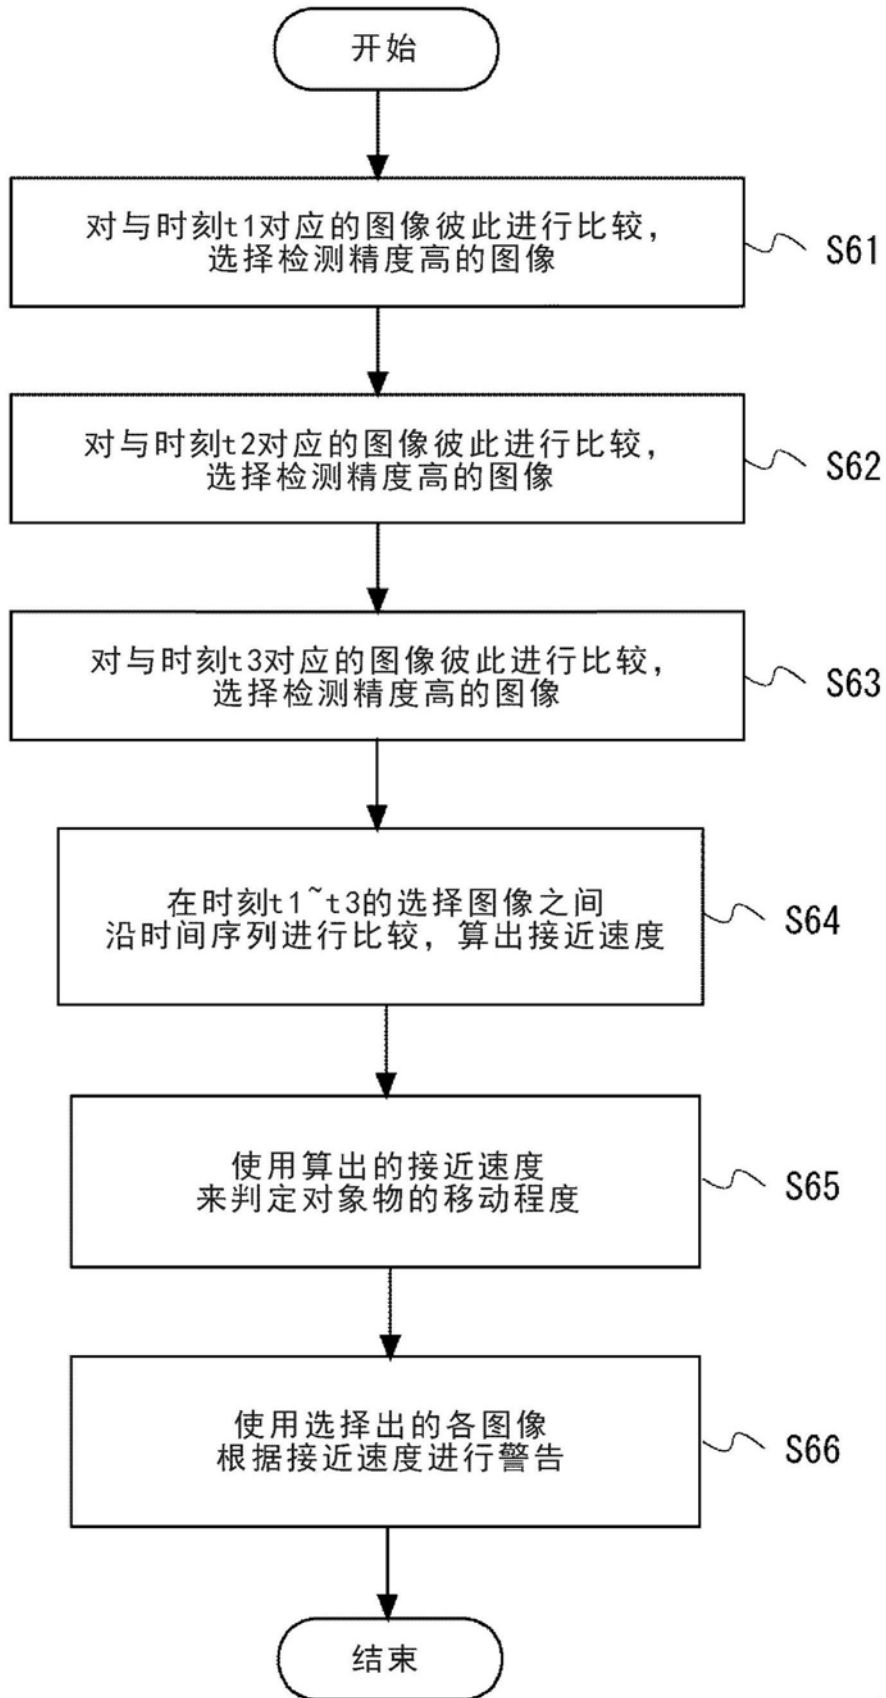 开始
对与时刻t1对应的图像彼此进行比较，
选择检测精度高的图像
S61
对与时刻t2对应的图像彼此进行比较，
选择检测精度高的图像
S62
对与时刻t3对应的图像彼此进行比较，
选择检测精度高的图像
S63
在时刻t1~t3的选择图像之间
沿时间序列进行比较，算出接近速度
S64
使用算出的接近速度
来判定对象物的移动程度
S65
使用选择出的各图像
根据接近速度进行警告
S66
结束